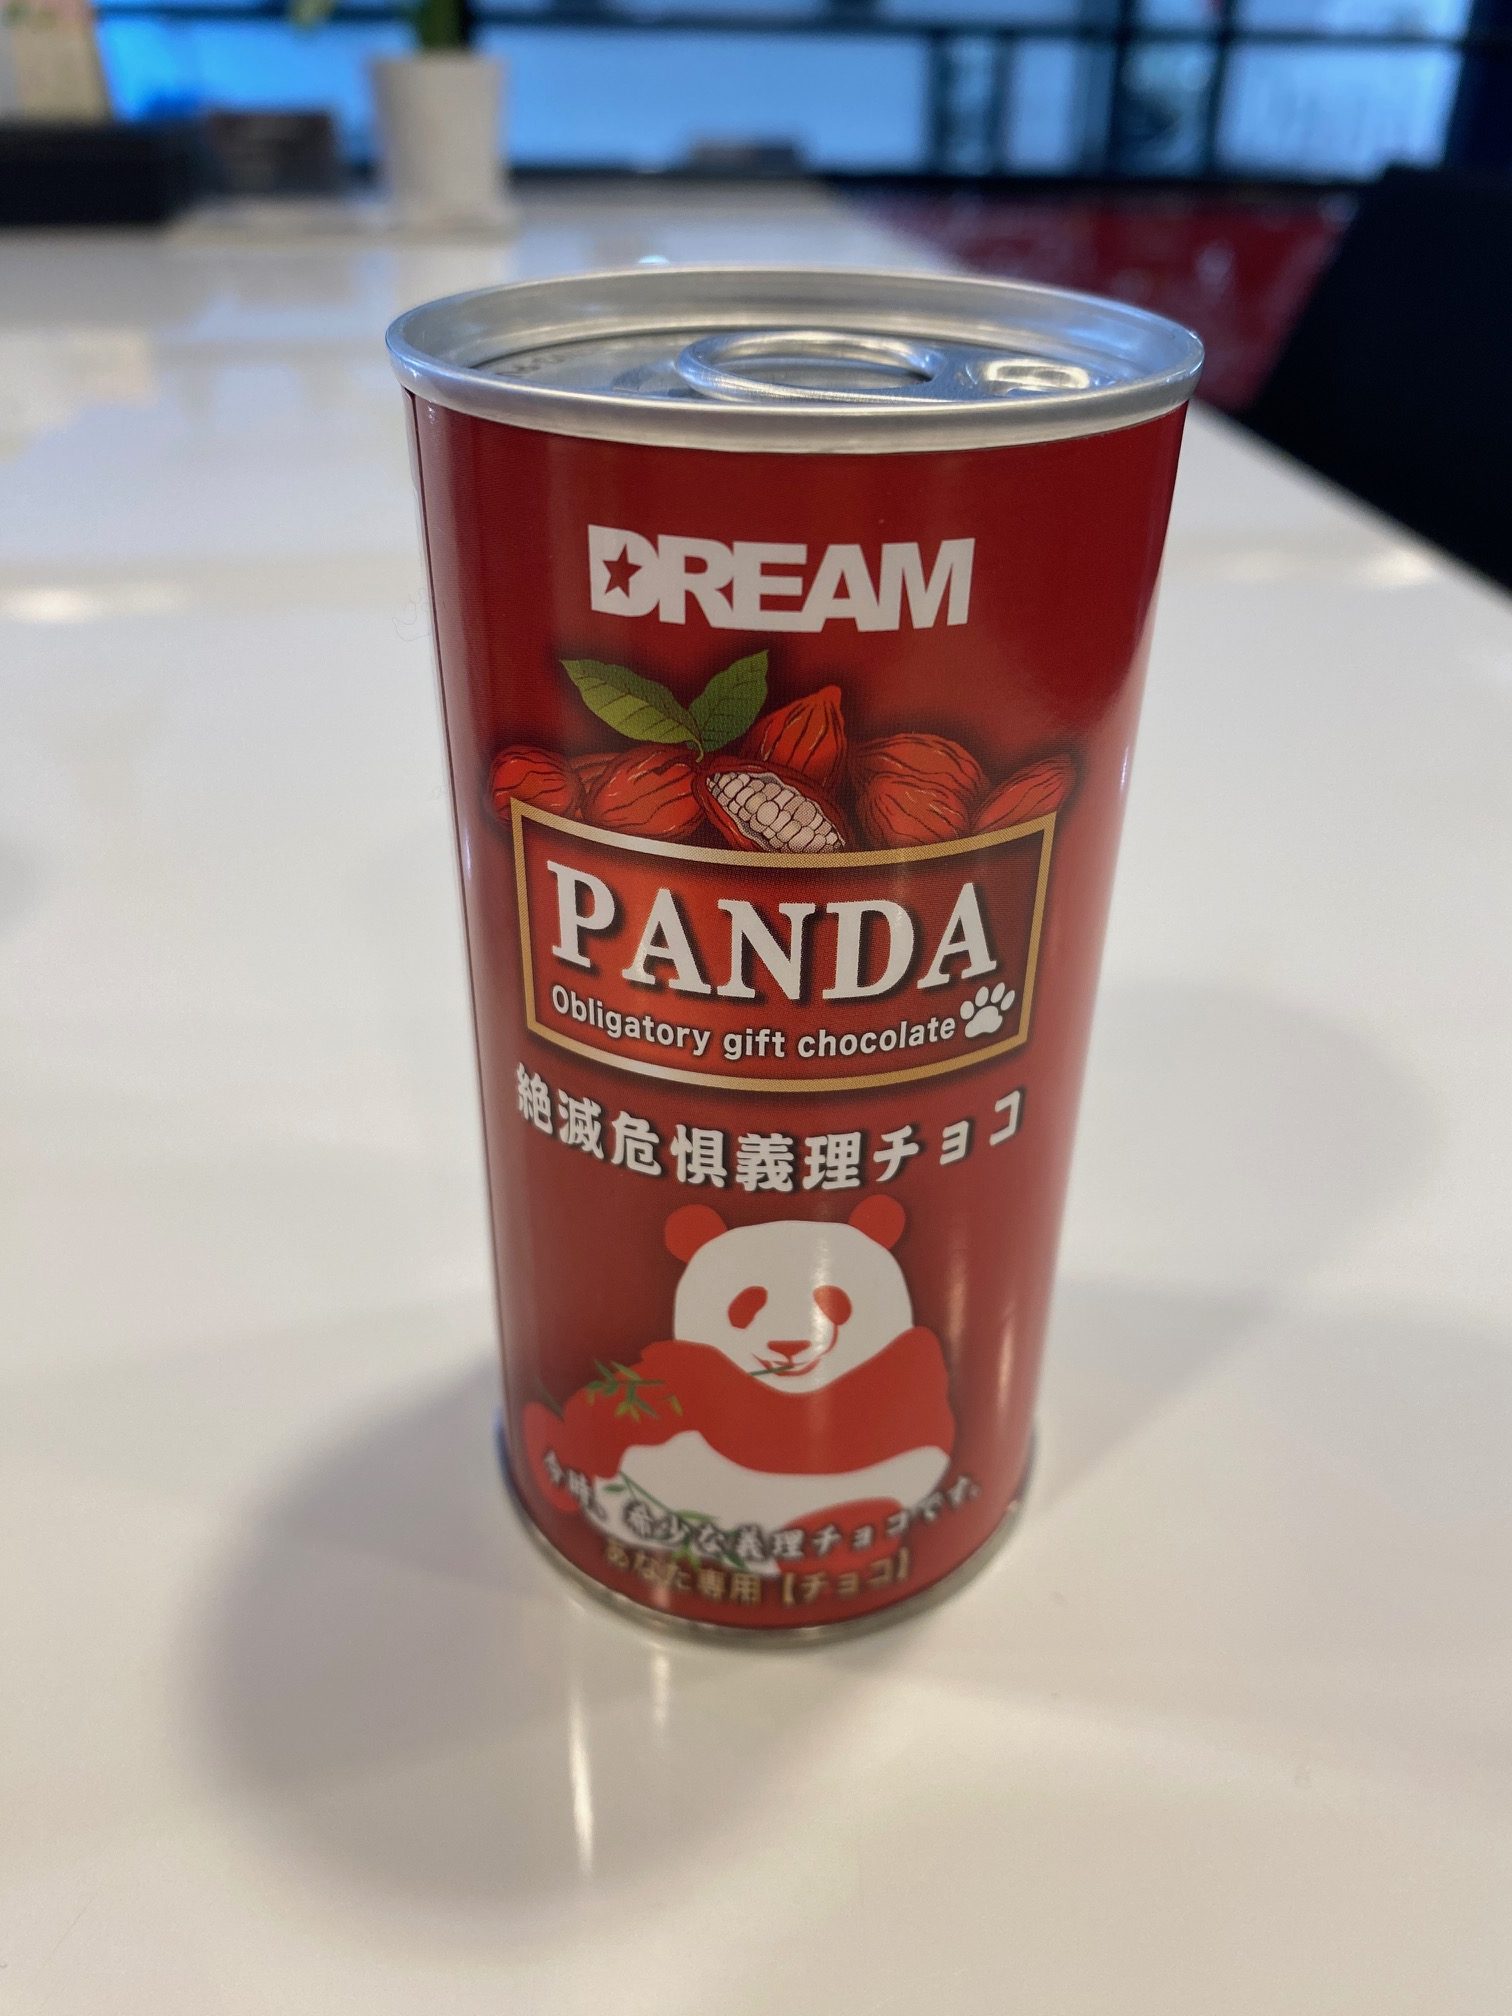 DREAM
PANDA
Obligatory gift chocolate
絶滅危惧義理チョコ
今時、希少な義理チョコです。
あなた専用【チョコ】